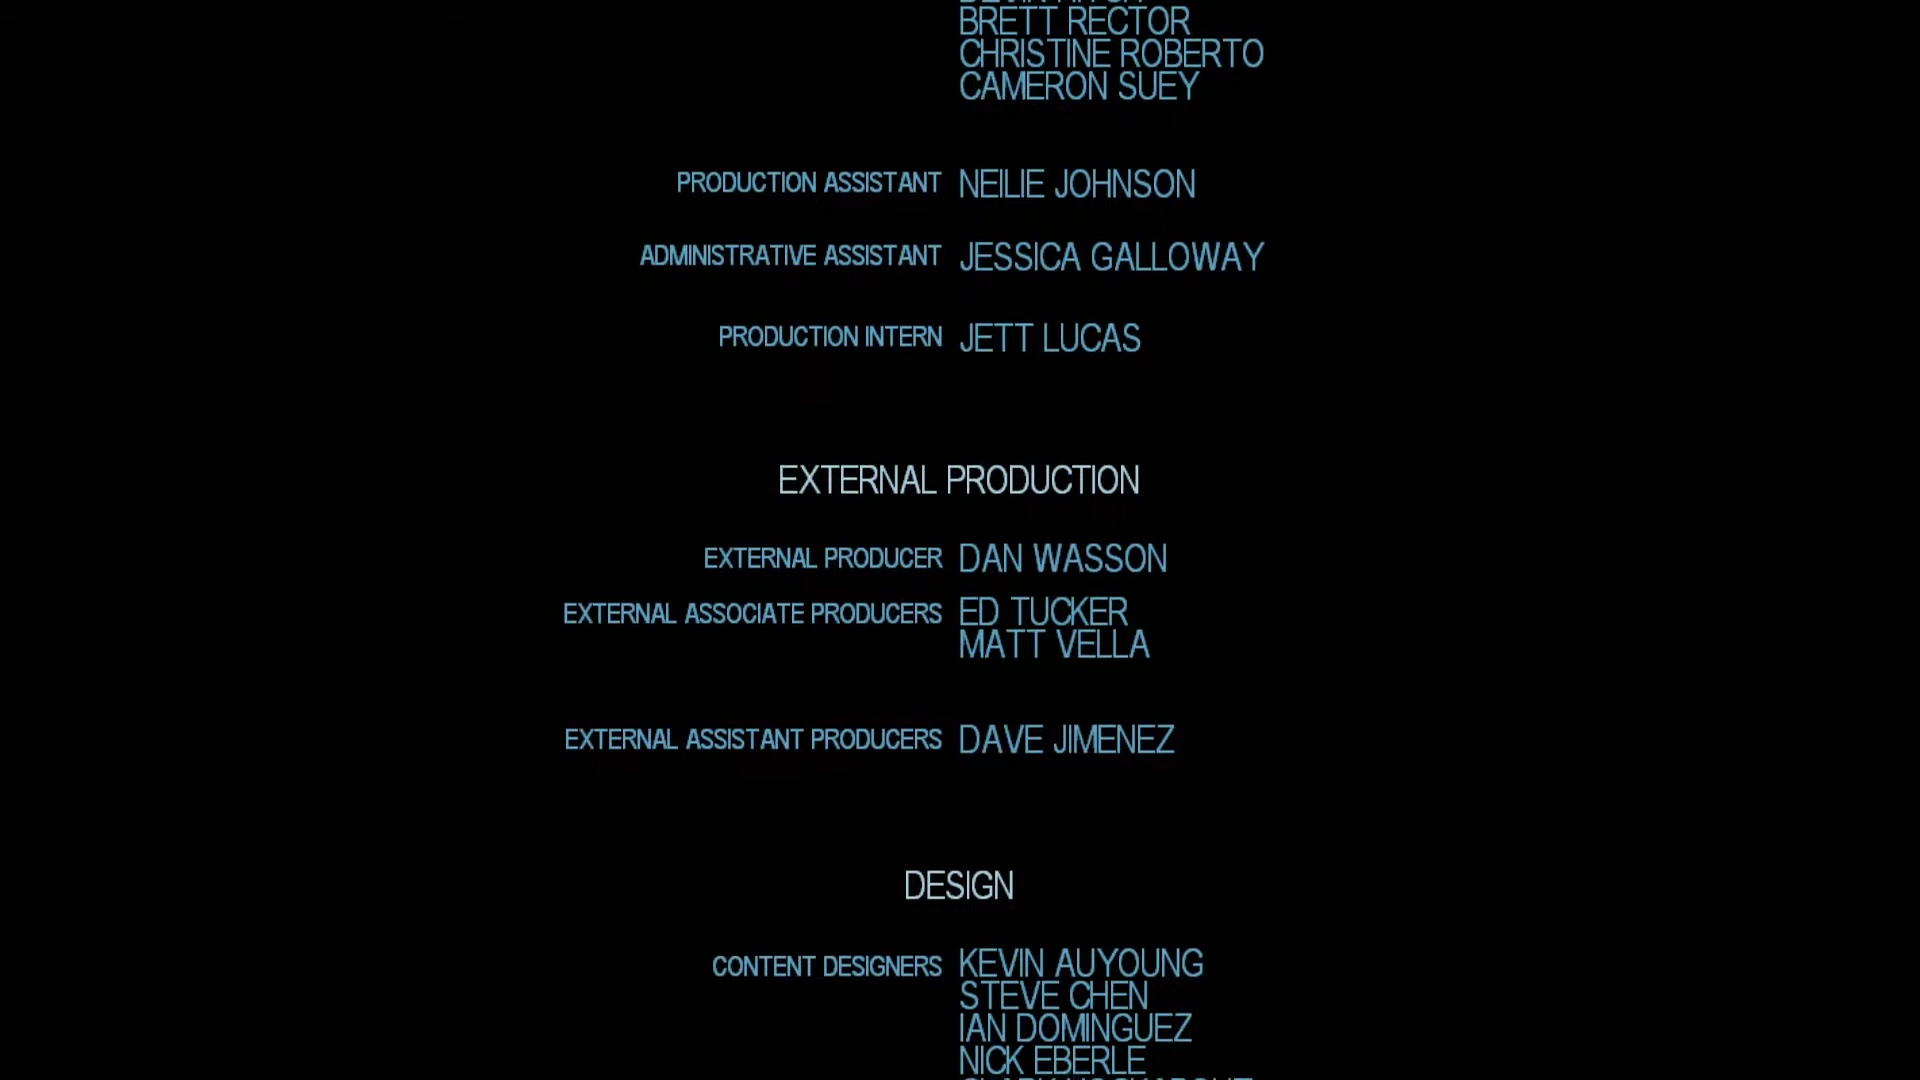 BRETT RECTOR
CHRISTINE ROBERTO
CAMERON SUEY
PRODUCTION ASSISTANT NEILIE JOHNSON
ADMINISTRATIVE ASSISTANT JESSICA GALLOWAY
PRODUCTION INTERN JETT LUCAS
EXTERNAL PRODUCTION
EXTERNAL PRODUCER DAN WASSON
EXTERNAL ASSOCIATE PRODUCERS ED TUCKER
MATT VELLA
EXTERNAL ASSISTANT PRODUCERS DAVE JIMENEZ
DESIGN
CONTENT DESIGNERS KEVIN AUYOUNG
STEVE CHEN
IAN DOMINGUEZ
NICK EBERLE